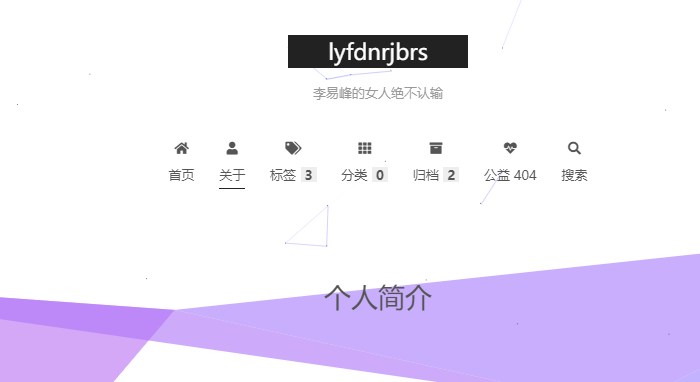 lyfdnrjbrs
李易峰的女人绝不认输
首页 关于 标签 3 分类 0 归档 2 公益 404 搜索
个人简介